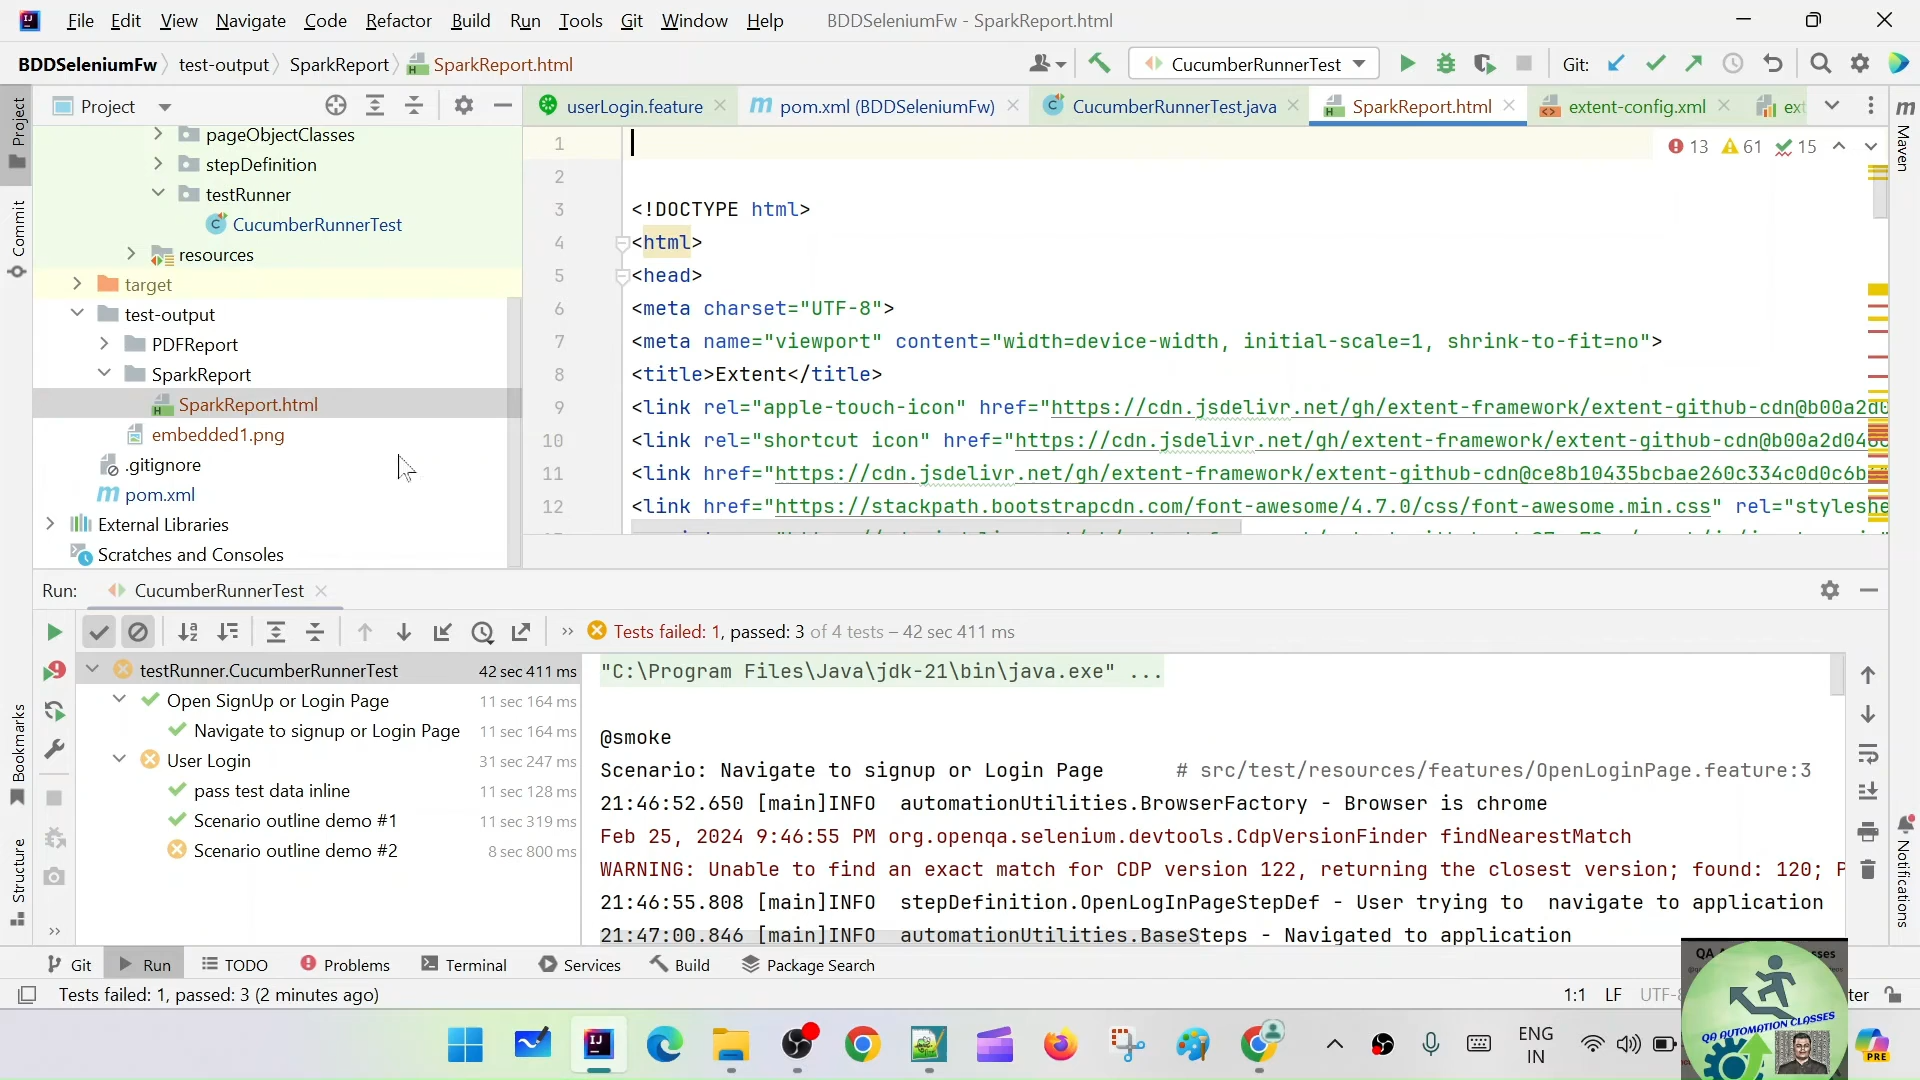 File Edit View Navigate Code Refactor Build Run Tools Git Window Help BDDSeleniumFw - SparkReport.html
BDDSeleniumFw test-output SparkReport SparkReport.html CucumberRunnerTest Git:
Project userLogin.feature pom.xml (BDDSeleniumFw) CucumberRunnerTest.java SparkReport.html extent-config.xml ext
Project
Commit
Bookmarks
Structure
Maven
Notifications
pageObjectClasses
stepDefinition
testRunner
CucumberRunnerTest
resources
target
test-output
PDFReport
SparkReport
SparkReport.html
embedded1.png
.gitignore
pom.xml
External Libraries
Scratches and Consoles
13 61 15
1
2
3 <!DOCTYPE html>
4 <html>
5 <head>
6 <meta charset="UTF-8">
7 <meta name="viewport" content="width=device-width, initial-scale=1, shrink-to-fit=no">
8 <title>Extent</title>
9 <link rel="apple-touch-icon" href="https://cdn.jsdelivr.net/gh/extent-framework/extent-github-cdn@b00a2d0
10 <link rel="shortcut icon" href="https://cdn.jsdelivr.net/gh/extent-framework/extent-github-cdn@b00a2d04
11 <link href="https://cdn.jsdelivr.net/gh/extent-framework/extent-github-cdn@ce8b10435bcbae260c334c0d0c6b
12 <link href="https://stackpath.bootstrapcdn.com/font-awesome/4.7.0/css/font-awesome.min.css" rel="styleshe
Run: CucumberRunnerTest
Tests failed: 1, passed: 3 of 4 tests – 42 sec 411 ms
testRunner.CucumberRunnerTest 42 sec 411 ms
Open SignUp or Login Page 11 sec 164 ms
Navigate to signup or Login Page 11 sec 164 ms
User Login 31 sec 247 ms
pass test data inline 11 sec 128 ms
Scenario outline demo #1 11 sec 319 ms
Scenario outline demo #2 8 sec 800 ms
"C:\Program Files\Java\jdk-21\bin\java.exe" ...
@smoke
Scenario: Navigate to signup or Login Page # src/test/resources/features/OpenLoginPage.feature:3
21:46:52.650 [main]INFO automationUtilities.BrowserFactory - Browser is chrome
Feb 25, 2024 9:46:55 PM org.openqa.selenium.devtools.CdpVersionFinder findNearestMatch
WARNING: Unable to find an exact match for CDP version 122, returning the closest version; found: 120; P
21:46:55.808 [main]INFO stepDefinition.OpenLogInPageStepDef - User trying to navigate to application
21:47:00.846 [main]INFO automationUtilities.BaseSteps - Navigated to application
Git Run TODO Problems Terminal Services Build Package Search
Tests failed: 1, passed: 3 (2 minutes ago) 1:1 LF UTF-8 ter
QA AUTOMATION CLASSES
ENG
IN
PRE